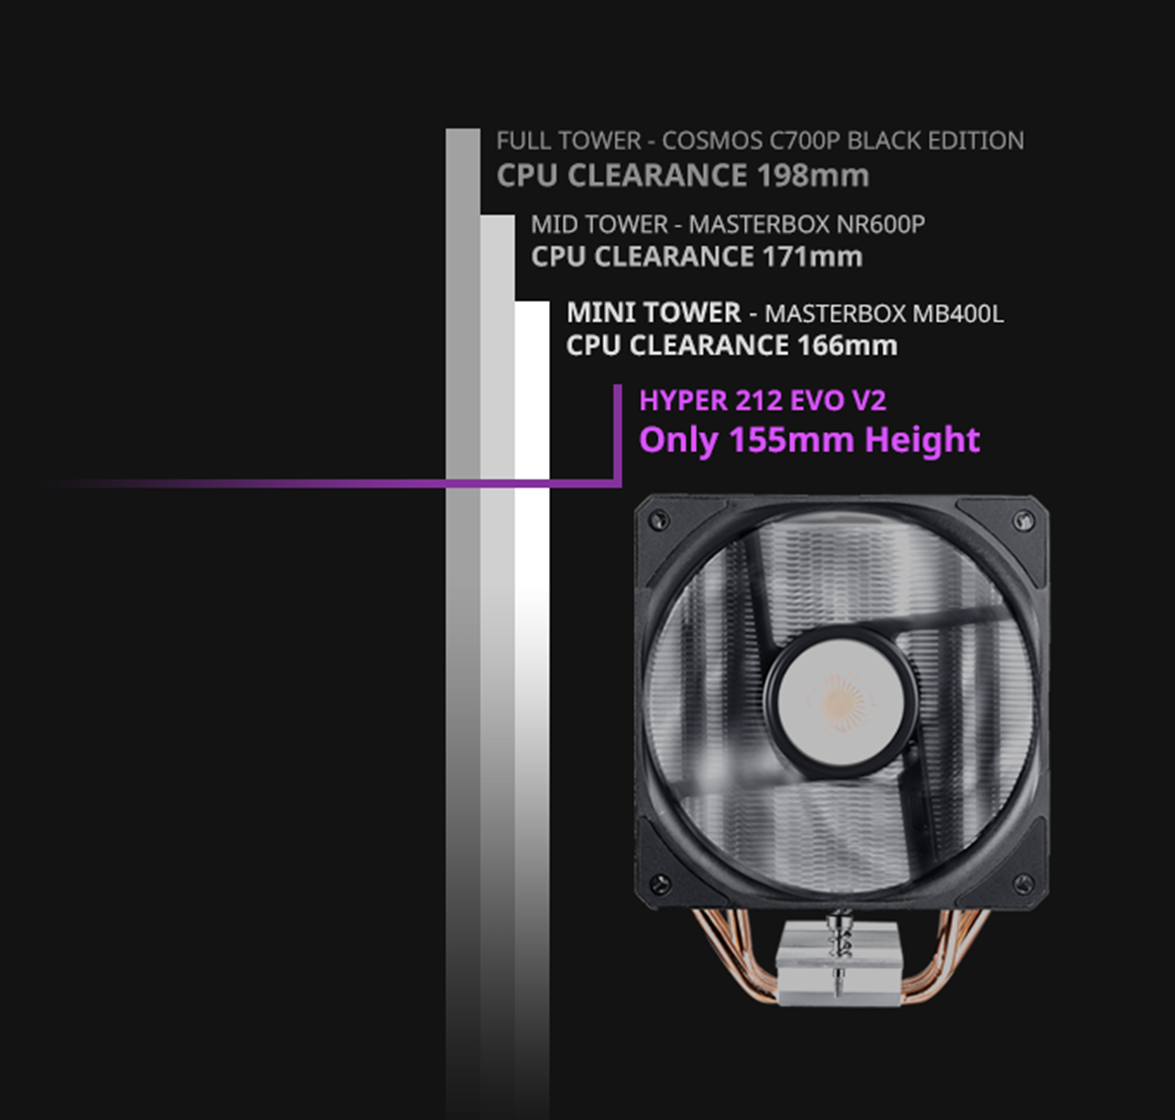 FULL TOWER - COSMOS C700P BLACK EDITION
CPU CLEARANCE 198mm
MID TOWER - MASTERBOX NR600P
CPU CLEARANCE 171mm
MINI TOWER - MASTERBOX MB400L
CPU CLEARANCE 166mm
HYPER 212 EVO V2
Only 155mm Height